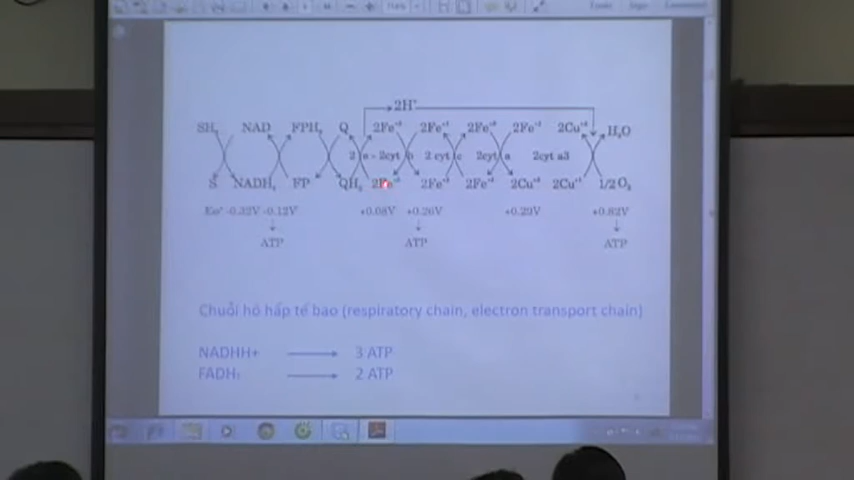 2H⁺
SH₂ NAD FPH₂ Q 2Fe⁺³ 2Fe⁺² 2Fe⁺³ 2Fe⁺² 2Cu⁺² H₂O
2 e - 2cyt b 2 cyt c 2cyt a 2cyt a3
S NADH₂ FP QH₂ 2Fe⁺² 2Fe⁺³ 2Fe⁺² 2Cu⁺² 2Cu⁺¹ 1/2 O₂
Eo' -0.32V -0.12V +0.08V +0.26V +0.29V +0.82V
ATP ATP ATP
Chuỗi hô hấp tế bào (respiratory chain, electron transport chain)
NADHH+ 3 ATP
FADH₂ 2 ATP